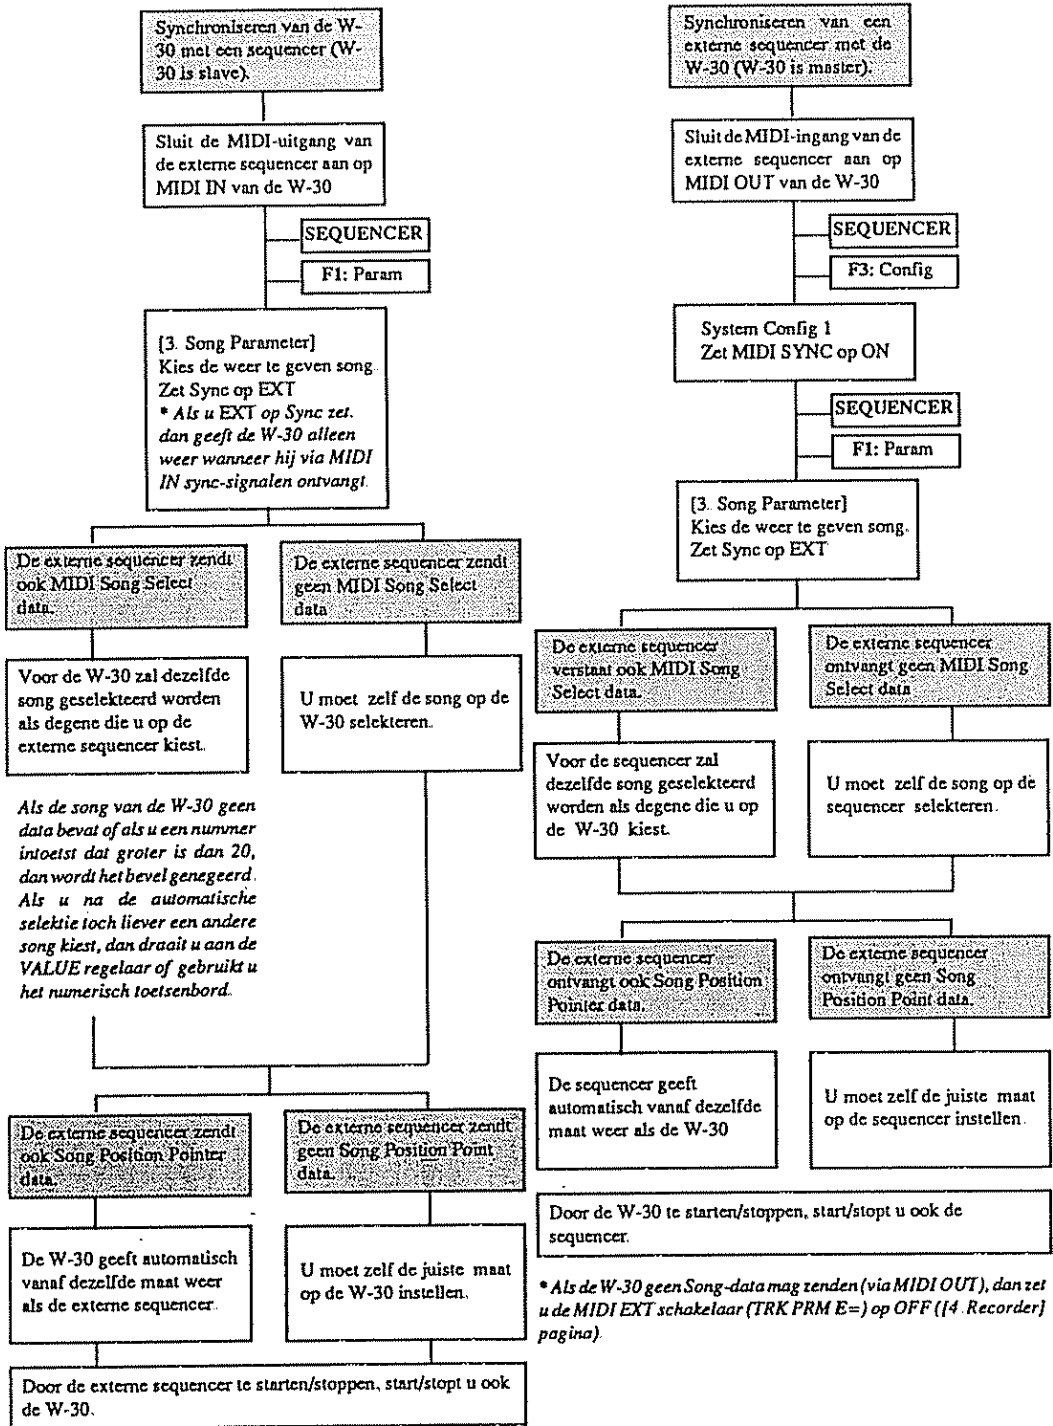 Synchroniseren van de W-
30 met een sequencer (W-
30 is slave).
Sluit de MIDI-uitgang van
de externe sequencer aan op
MIDI IN van de W-30
SEQUENCER
F1: Param
[3. Song Parameter]
Kies de weer te geven song.
Zet Sync op EXT
* Als u EXT op Sync zet,
dan geeft de W-30 alleen
weer wanneer hij via MIDI
IN sync-signalen ontvangt.
De externe sequencer zendt
ook MIDI Song Select
data.
De externe sequencer zendt
geen MIDI Song Select
data
Voor de W-30 zal dezelfde
song geselekteerd worden
als degene die u op de
externe sequencer kiest.
U moet zelf de song op de
W-30 selekteren.
Als de song van de W-30 geen
data bevat of als u een nummer
intoetst dat groter is dan 20,
dan wordt het bevel genegeerd.
Als u na de automatische
selektie toch liever een andere
song kiest, dan draait u aan de
VALUE regelaar of gebruikt u
het numerisch toetsenbord.
De externe sequencer zendt
ook Song Position Pointer
data.
De externe sequencer zendt
geen Song Position Point
data.
De W-30 geeft automatisch
vanaf dezelfde maat weer
als de externe sequencer.
U moet zelf de juiste maat
op de W-30 instellen.
Door de externe sequencer te starten/stoppen, start/stopt u ook
de W-30.
Synchroniseren van een
externe sequencer met de
W-30 (W-30 is master).
Sluit de MIDI-ingang van de
externe sequencer aan op
MIDI OUT van de W-30
SEQUENCER
F3: Config
System Config 1
Zet MIDI SYNC op ON
SEQUENCER
F1: Param
[3. Song Parameter]
Kies de weer te geven song.
Zet Sync op EXT
De externe sequencer
verstaat ook MIDI Song
Select data.
De externe sequencer
ontvangt geen MIDI Song
Select data
Voor de sequencer zal
dezelfde song geselekteerd
worden als degene die u op
de W-30 kiest.
U moet zelf de song op de
sequencer selekteren.
De externe sequencer
ontvangt ook Song Position
Pointer data.
De externe sequencer
ontvangt geen Song
Position Point data.
De sequencer geeft
automatisch vanaf dezelfde
maat weer als de W-30
U moet zelf de juiste maat
op de sequencer instellen.
Door de W-30 te starten/stoppen, start/stopt u ook de
sequencer.
* Als de W-30 geen Song-data mag zenden (via MIDI OUT), dan zet
u de MIDI EXT schakelaar (TRK PRM E=) op OFF ([4. Recorder]
pagina)